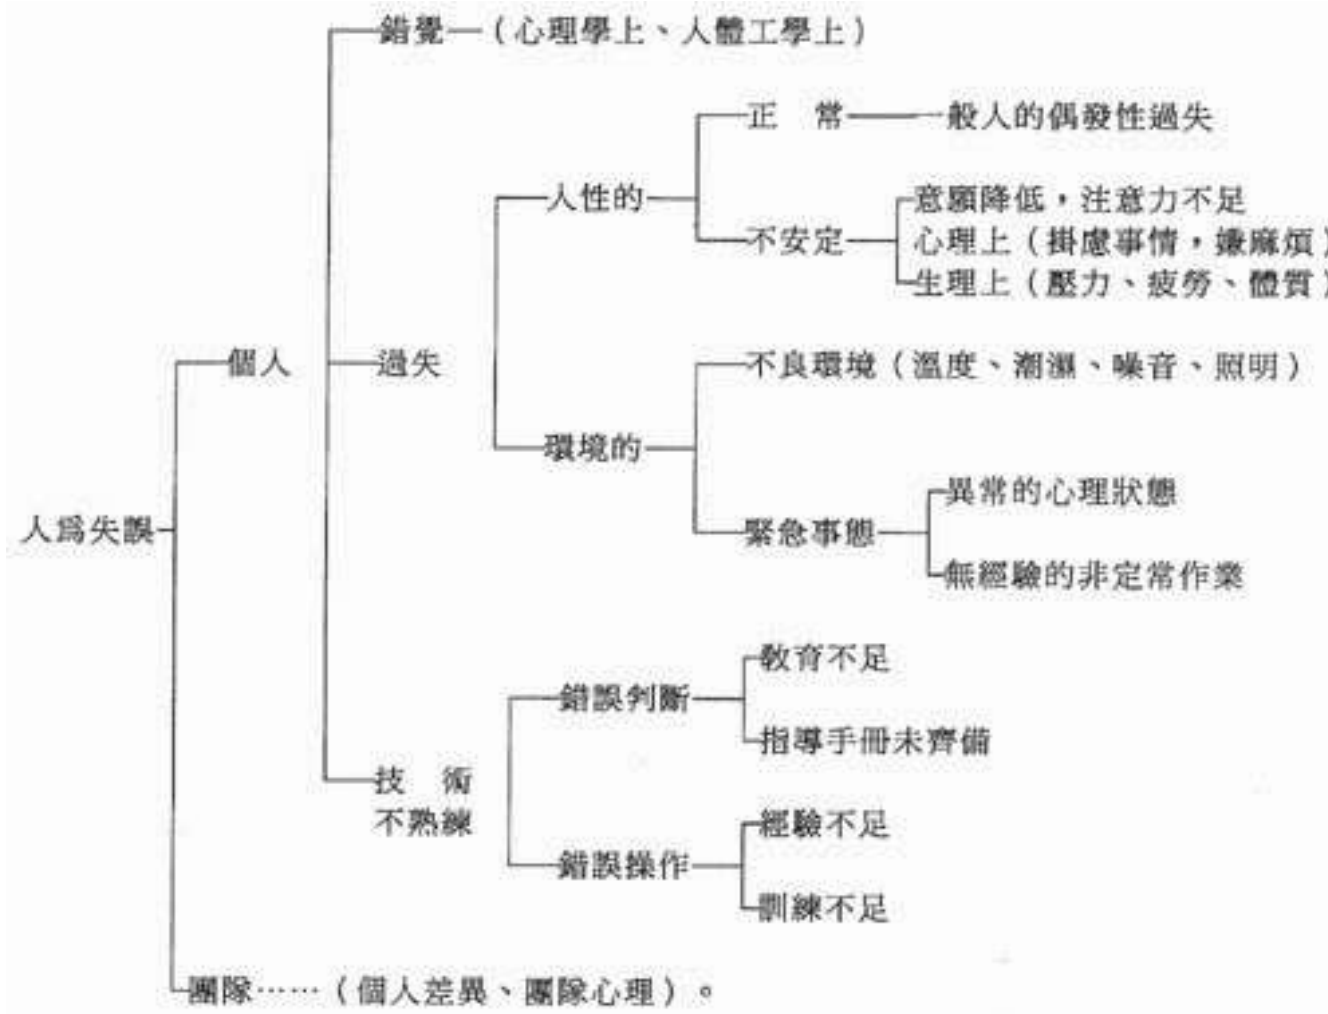 錯覺—（心理學上、人體工學上）
正　常—一般人的偶發性過失
人性的
意願降低，注意力不足
不安定
心理上（掛慮事情，嫌麻煩）
生理上（壓力、疲勞、體質）
個人
過失
不良環境（溫度、潮濕、噪音、照明）
環境的
異常的心理狀態
人為失誤
緊急事態
無經驗的非定常作業
教育不足
錯誤判斷
指導手冊未齊備
技　術
不熟練
經驗不足
錯誤操作
訓練不足
團隊……（個人差異、團隊心理）。